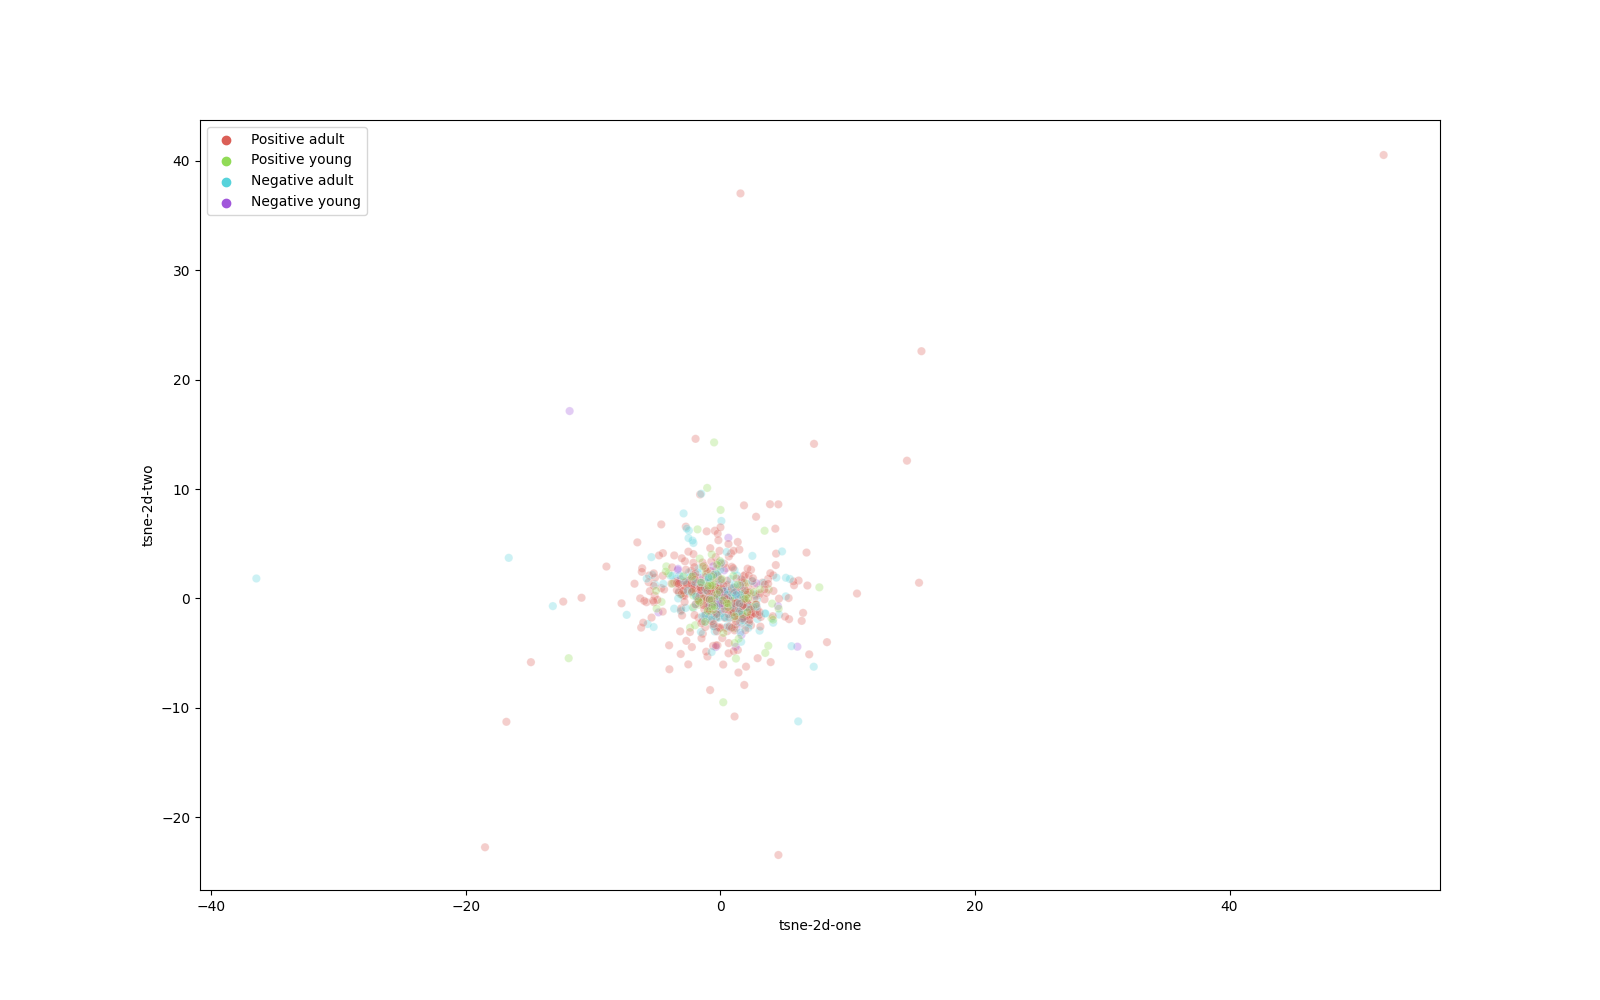 Positive adult
Positive young
Negative adult
Negative young
40
30
20
10
0
−10
−20
tsne-2d-two
−40
−20
0
20
40
tsne-2d-one